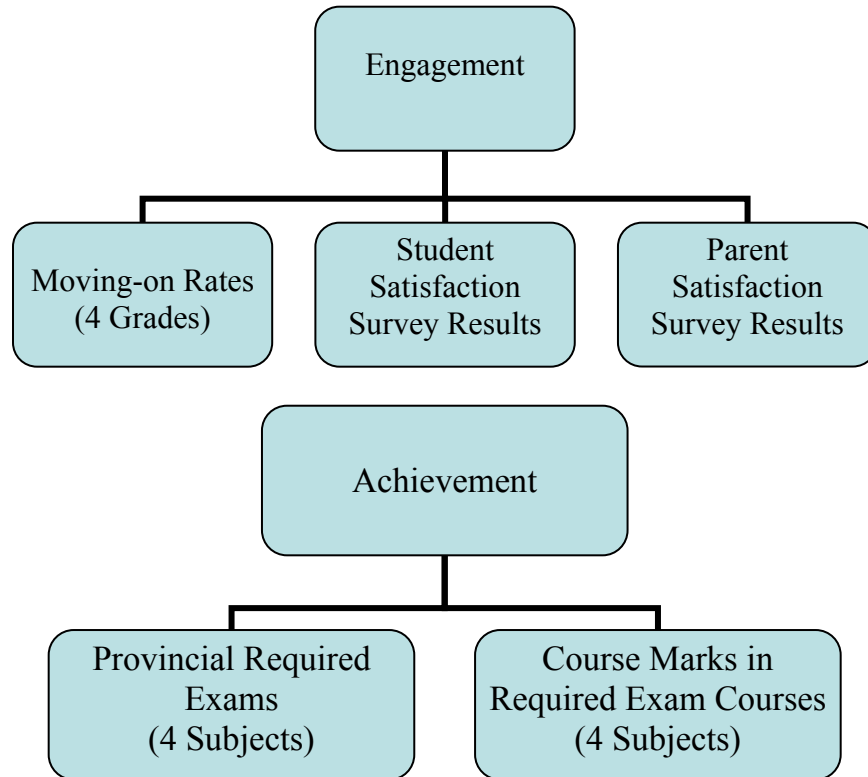 Engagement
Moving-on Rates
(4 Grades)
Student
Satisfaction
Survey Results
Parent
Satisfaction
Survey Results
Achievement
Provincial Required
Exams
(4 Subjects)
Course Marks in
Required Exam Courses
(4 Subjects)